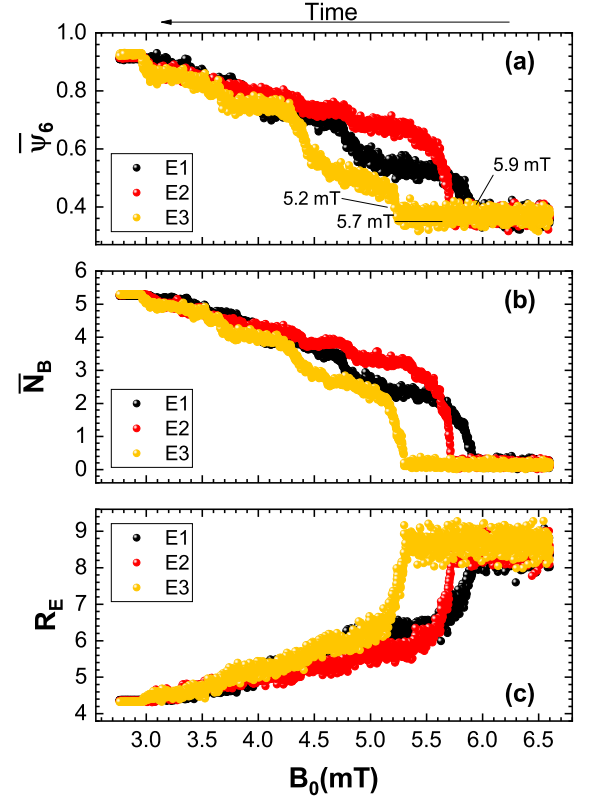 Time
1.0
0.8
0.6
0.4
ψ̅₆
(a)
E1
E2
E3
5.9 mT
5.2 mT
5.7 mT
6
5
4
3
2
1
0
N̅_B
(b)
E1
E2
E3
9
8
7
6
5
4
R_E
E1
E2
E3
(c)
3.0 3.5 4.0 4.5 5.0 5.5 6.0 6.5
B₀(mT)